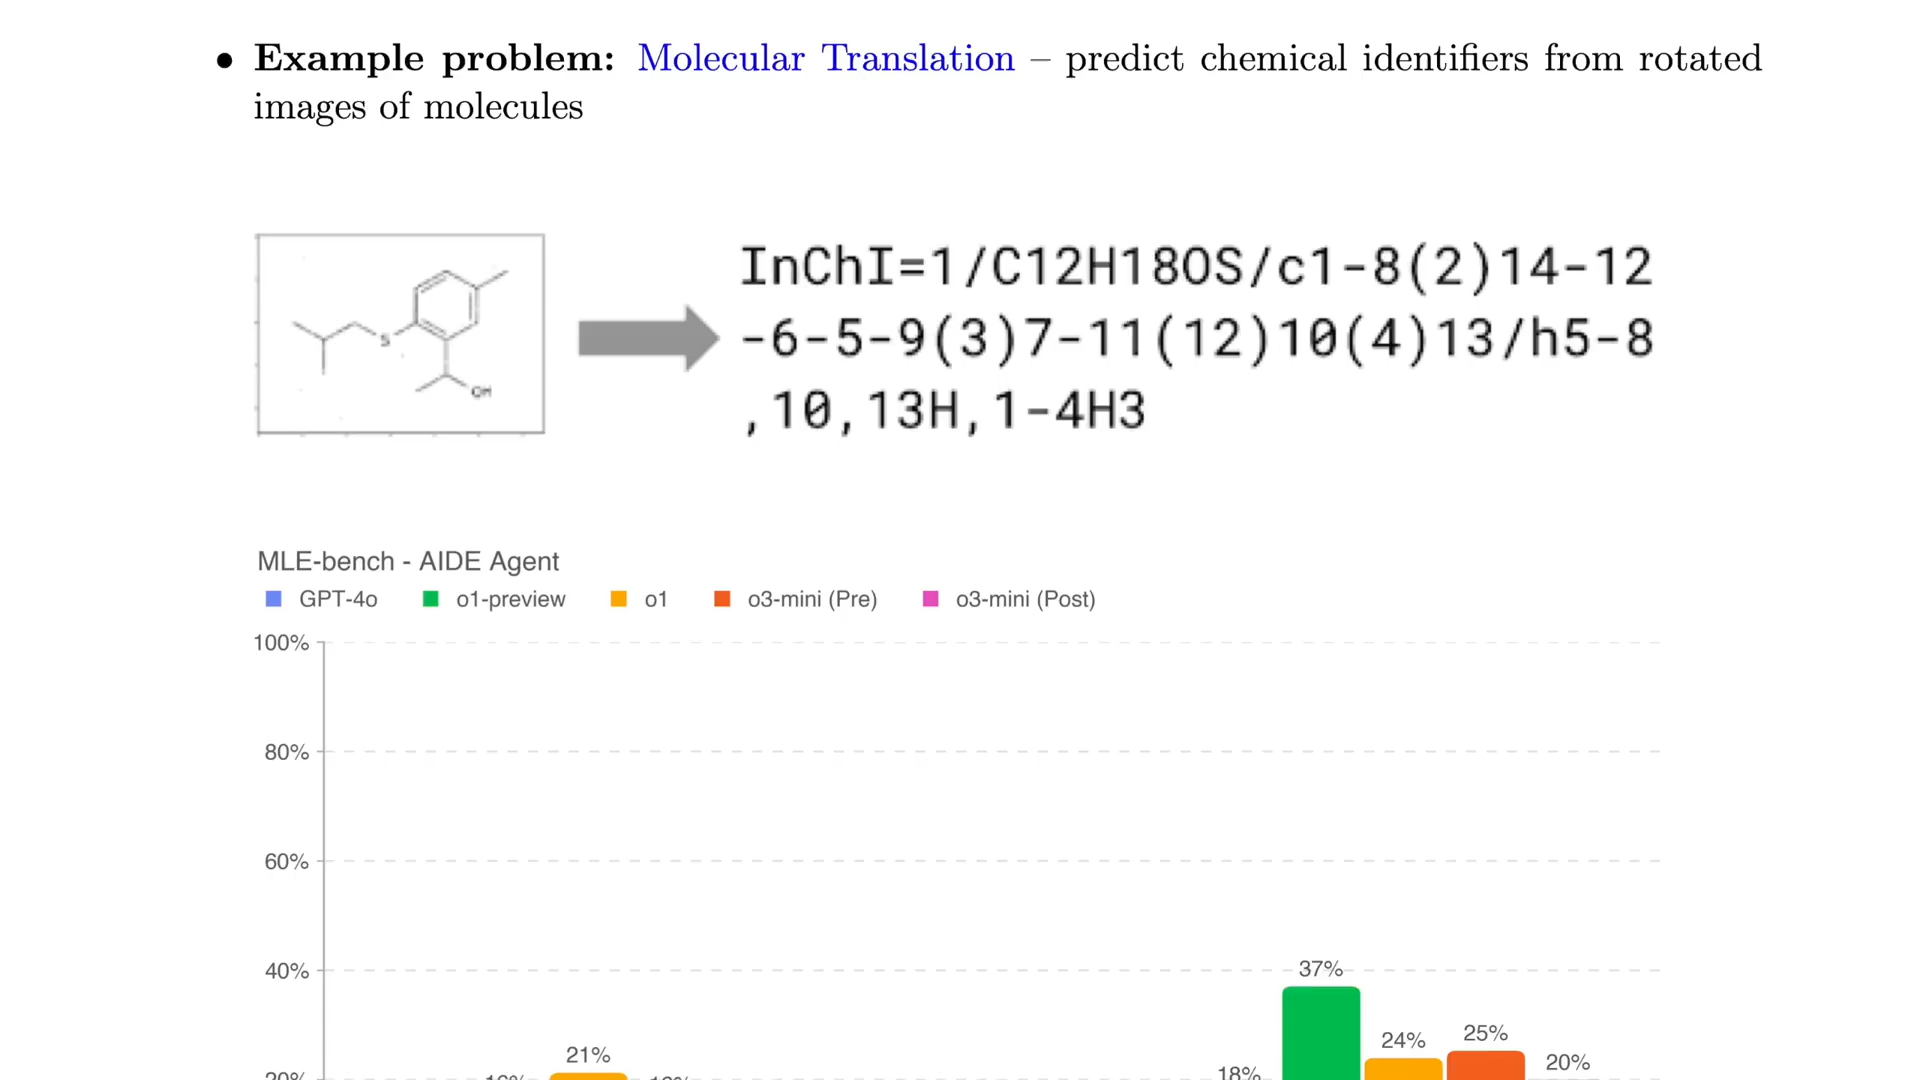 • Example problem: Molecular Translation – predict chemical identifiers from rotated
images of molecules
S
OH
InChI=1/C12H18OS/c1-8(2)14-12
-6-5-9(3)7-11(12)10(4)13/h5-8
,10,13H,1-4H3
MLE-bench - AIDE Agent
GPT-4o o1-preview o1 o3-mini (Pre) o3-mini (Post)
100%
80%
60%
40%
37%
25%
24%
21%
20%
18%
20%